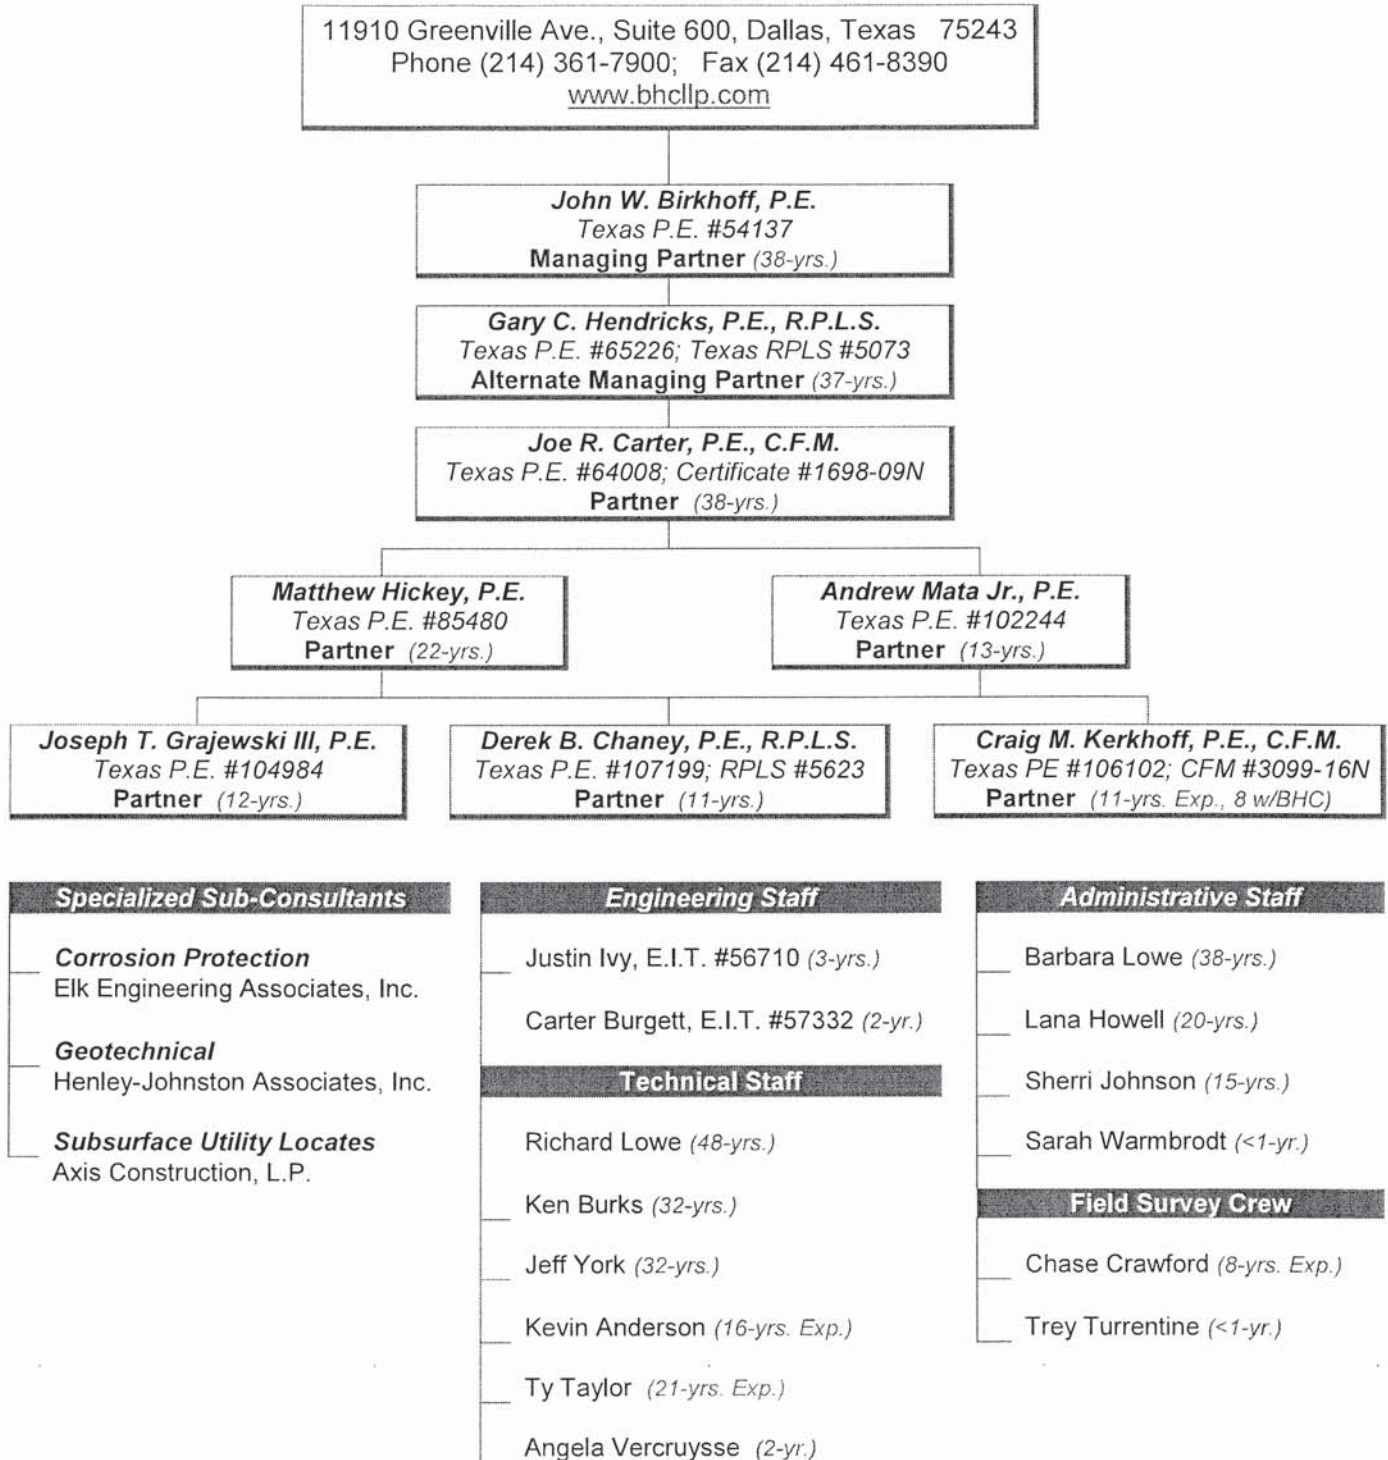 11910 Greenville Ave., Suite 600, Dallas, Texas 75243
Phone (214) 361-7900; Fax (214) 461-8390
www.bhcllp.com
John W. Birkhoff, P.E.
Texas P.E. #54137
Managing Partner (38-yrs.)
Gary C. Hendricks, P.E., R.P.L.S.
Texas P.E. #65226; Texas RPLS #5073
Alternate Managing Partner (37-yrs.)
Joe R. Carter, P.E., C.F.M.
Texas P.E. #64008; Certificate #1698-09N
Partner (38-yrs.)
Matthew Hickey, P.E.
Texas P.E. #85480
Partner (22-yrs.)
Andrew Mata Jr., P.E.
Texas P.E. #102244
Partner (13-yrs.)
Joseph T. Grajewski III, P.E.
Texas P.E. #104984
Partner (12-yrs.)
Derek B. Chaney, P.E., R.P.L.S.
Texas P.E. #107199; RPLS #5623
Partner (11-yrs.)
Craig M. Kerkhoff, P.E., C.F.M.
Texas PE #106102; CFM #3099-16N
Partner (11-yrs. Exp., 8 w/BHC)
Specialized Sub-Consultants
Corrosion Protection
Elk Engineering Associates, Inc.
Geotechnical
Henley-Johnston Associates, Inc.
Subsurface Utility Locates
Axis Construction, L.P.
Engineering Staff
Justin Ivy, E.I.T. #56710 (3-yrs.)
Carter Burgett, E.I.T. #57332 (2-yr.)
Technical Staff
Richard Lowe (48-yrs.)
Ken Burks (32-yrs.)
Jeff York (32-yrs.)
Kevin Anderson (16-yrs. Exp.)
Ty Taylor (21-yrs. Exp.)
Angela Vercruysse (2-yr.)
Administrative Staff
Barbara Lowe (38-yrs.)
Lana Howell (20-yrs.)
Sherri Johnson (15-yrs.)
Sarah Warmbrodt (<1-yr.)
Field Survey Crew
Chase Crawford (8-yrs. Exp.)
Trey Turrentine (<1-yr.)